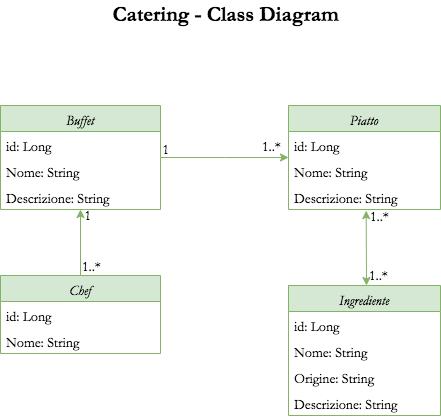 Catering - Class Diagram
Buffet
id: Long
Nome: String
Descrizione: String
1
1..*
Piatto
id: Long
Nome: String
Descrizione: String
1
1..*
1..*
1..*
Chef
id: Long
Nome: String
Ingrediente
id: Long
Nome: String
Origine: String
Descrizione: String